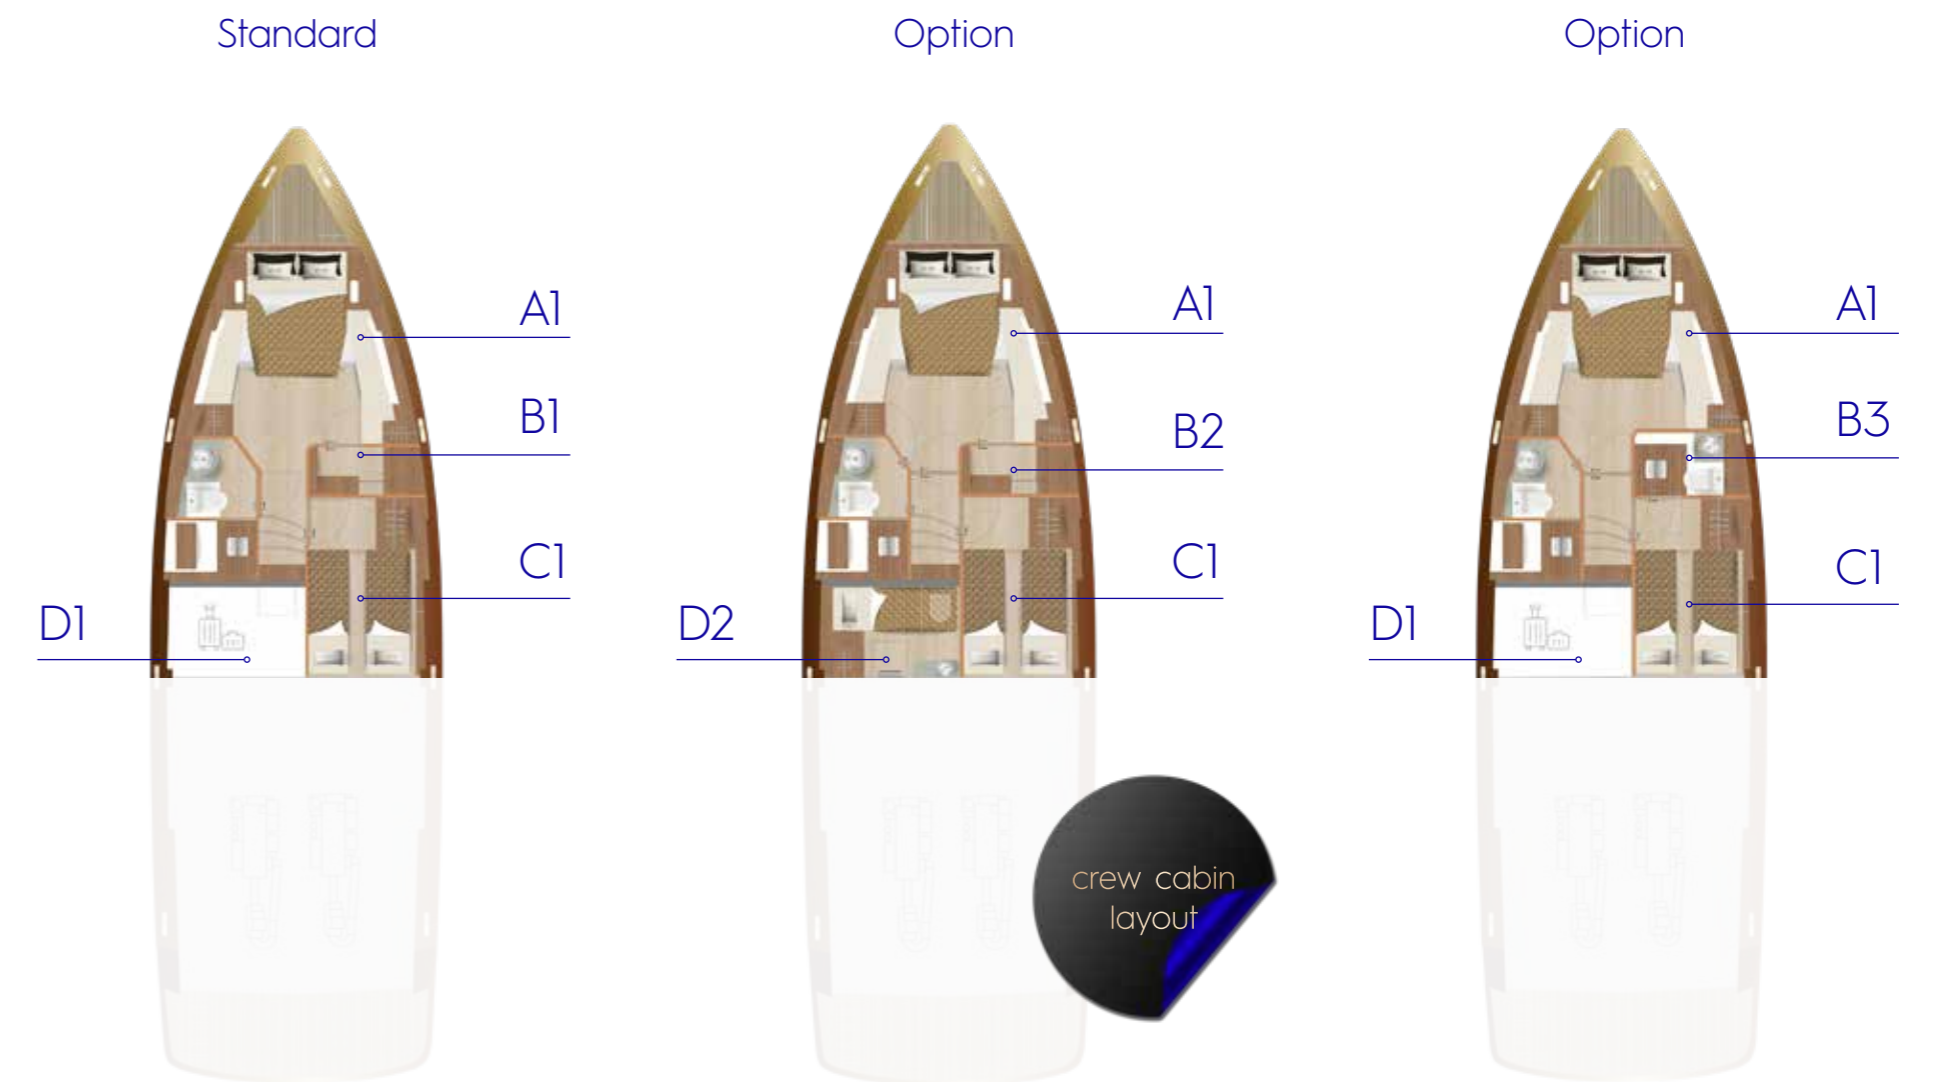 Standard
Option
Option
A1
B1
C1
D1
A1
B2
C1
D2
A1
B3
C1
D1
crew cabin
layout